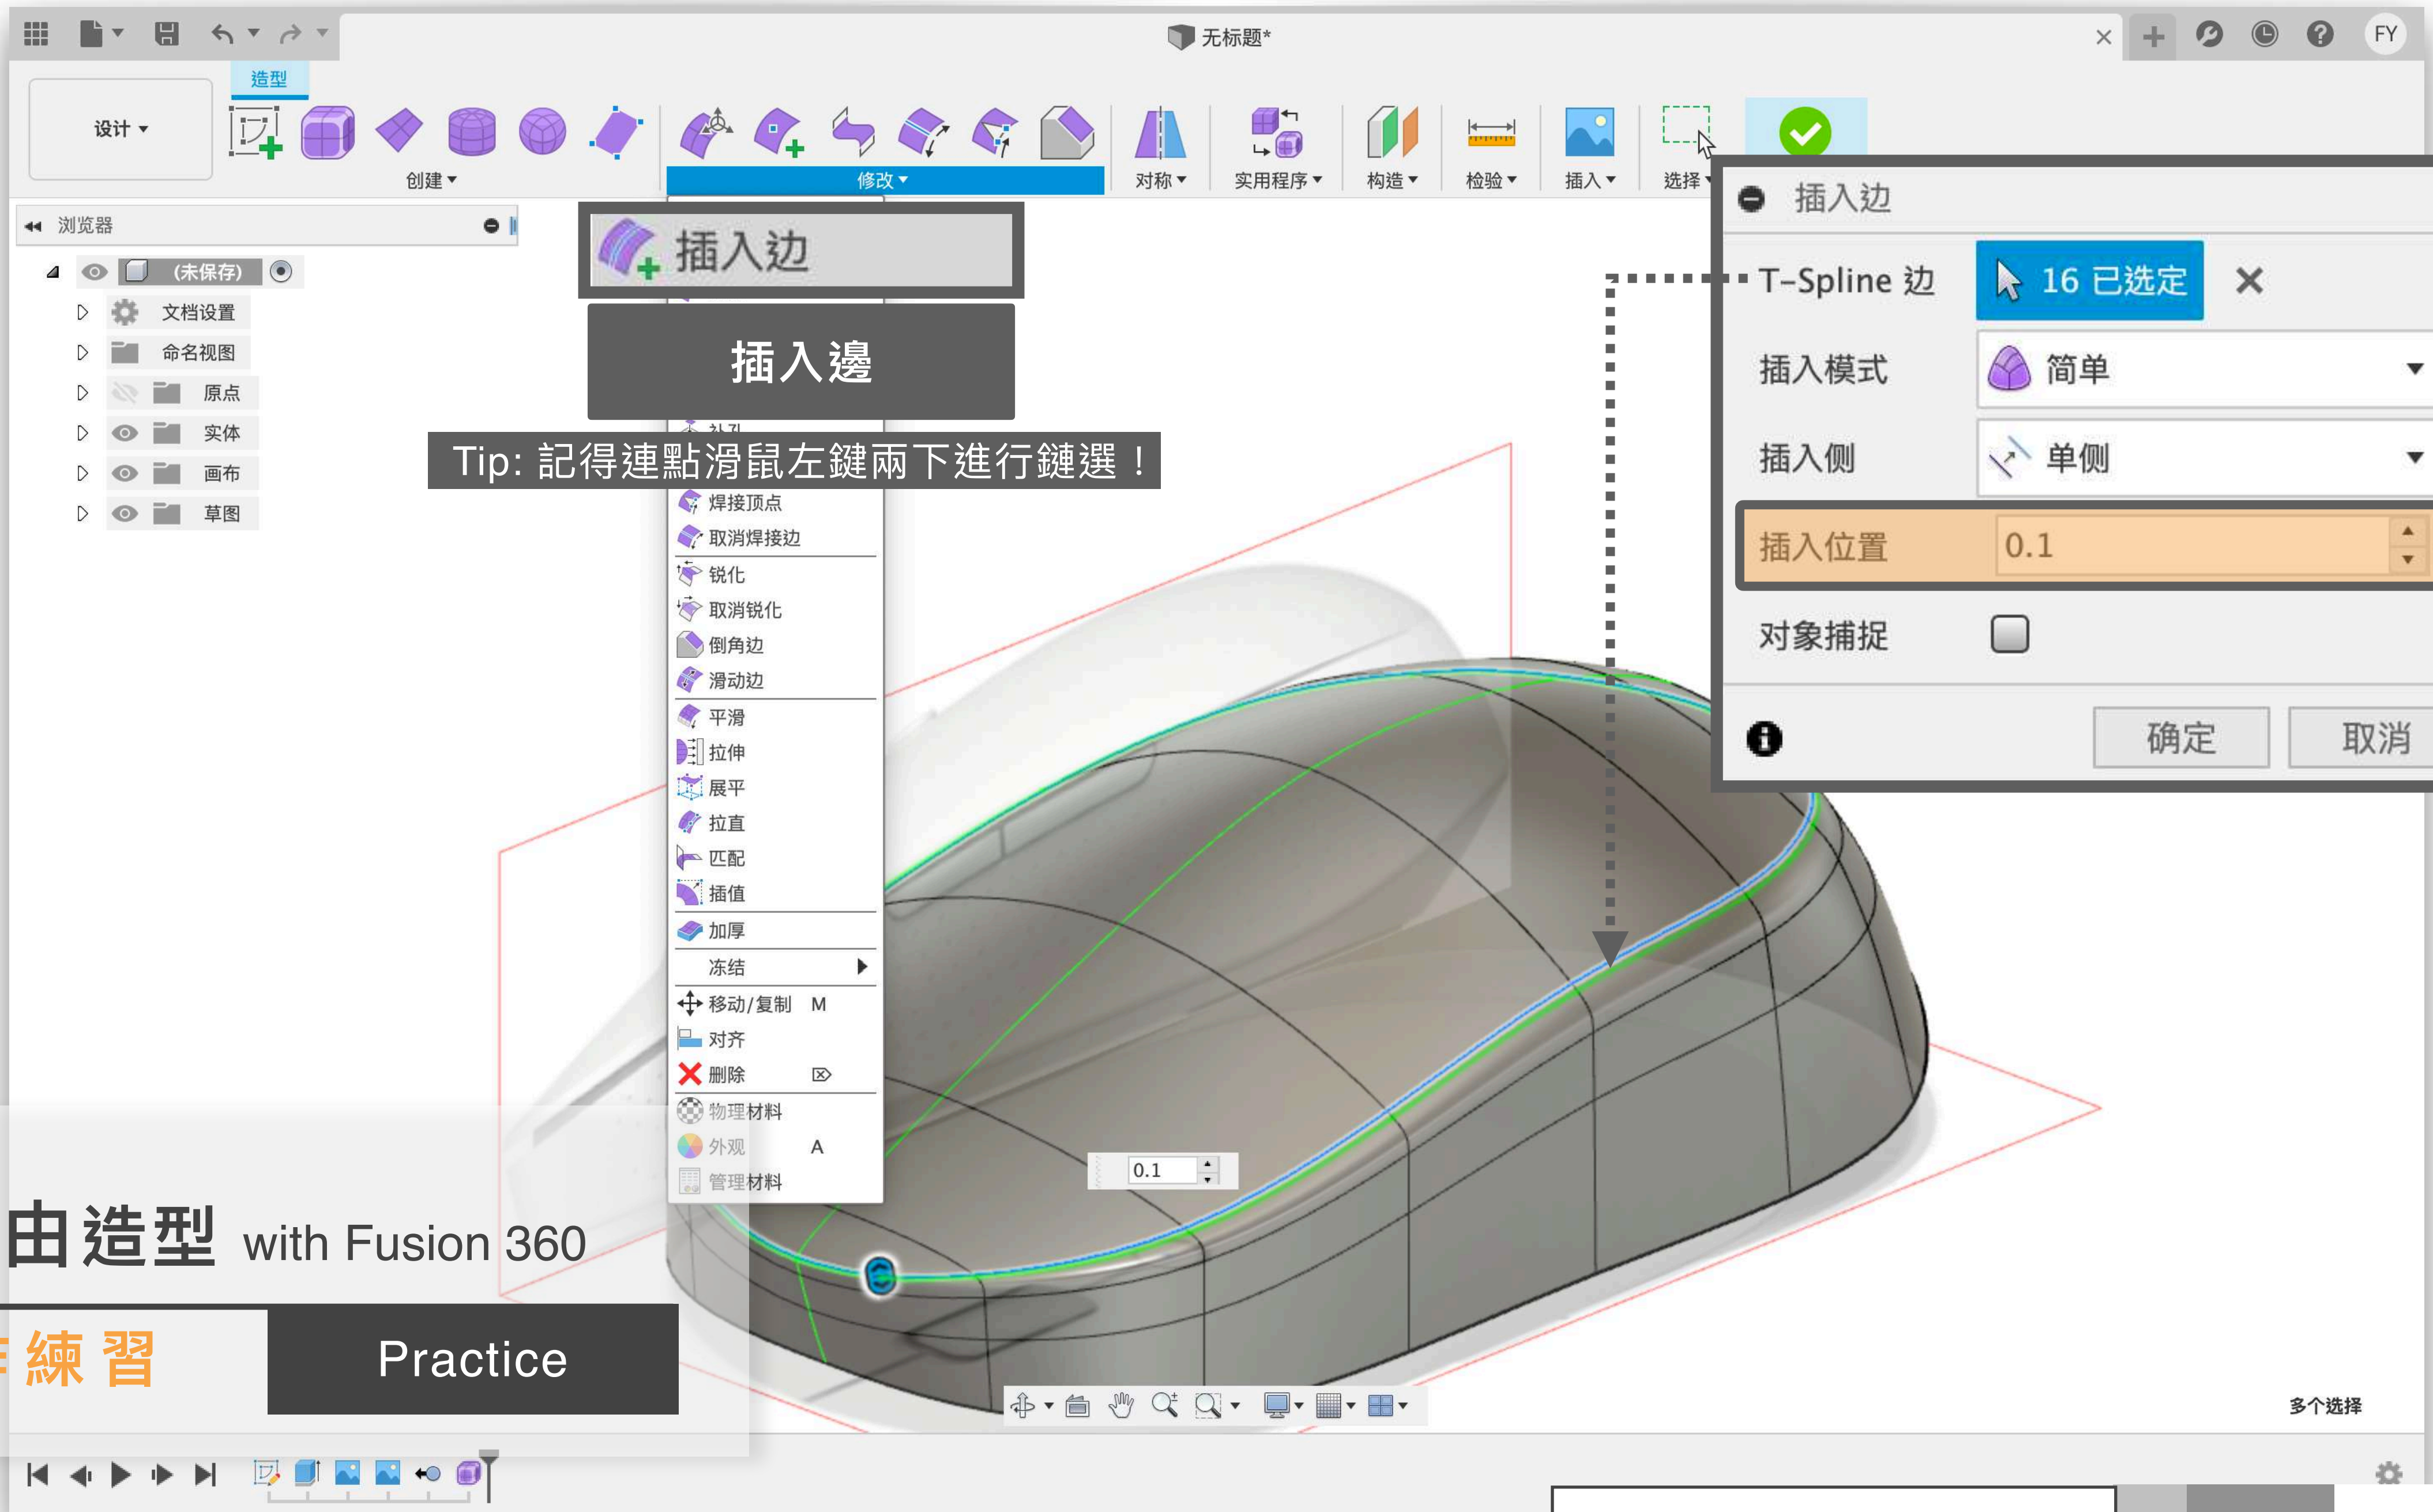 无标题*
FY
造型
设计
创建
修改
对称
实用程序
构造
检验
插入
选择
浏览器
(未保存)
文档设置
命名视图
原点
实体
画布
草图
插入边
插入邊
补孔
Tip: 記得連點滑鼠左鍵兩下進行鏈選！
焊接顶点
取消焊接边
锐化
取消锐化
倒角边
滑动边
平滑
拉伸
展平
拉直
匹配
插值
加厚
冻结
移动/复制 M
对齐
删除
物理材料
外观 A
管理材料
插入边
T-Spline 边 16 已选定
插入模式 简单
插入侧 单侧
插入位置 0.1
对象捕捉
确定 取消
0.1
由造型 with Fusion 360
練習 Practice
多个选择